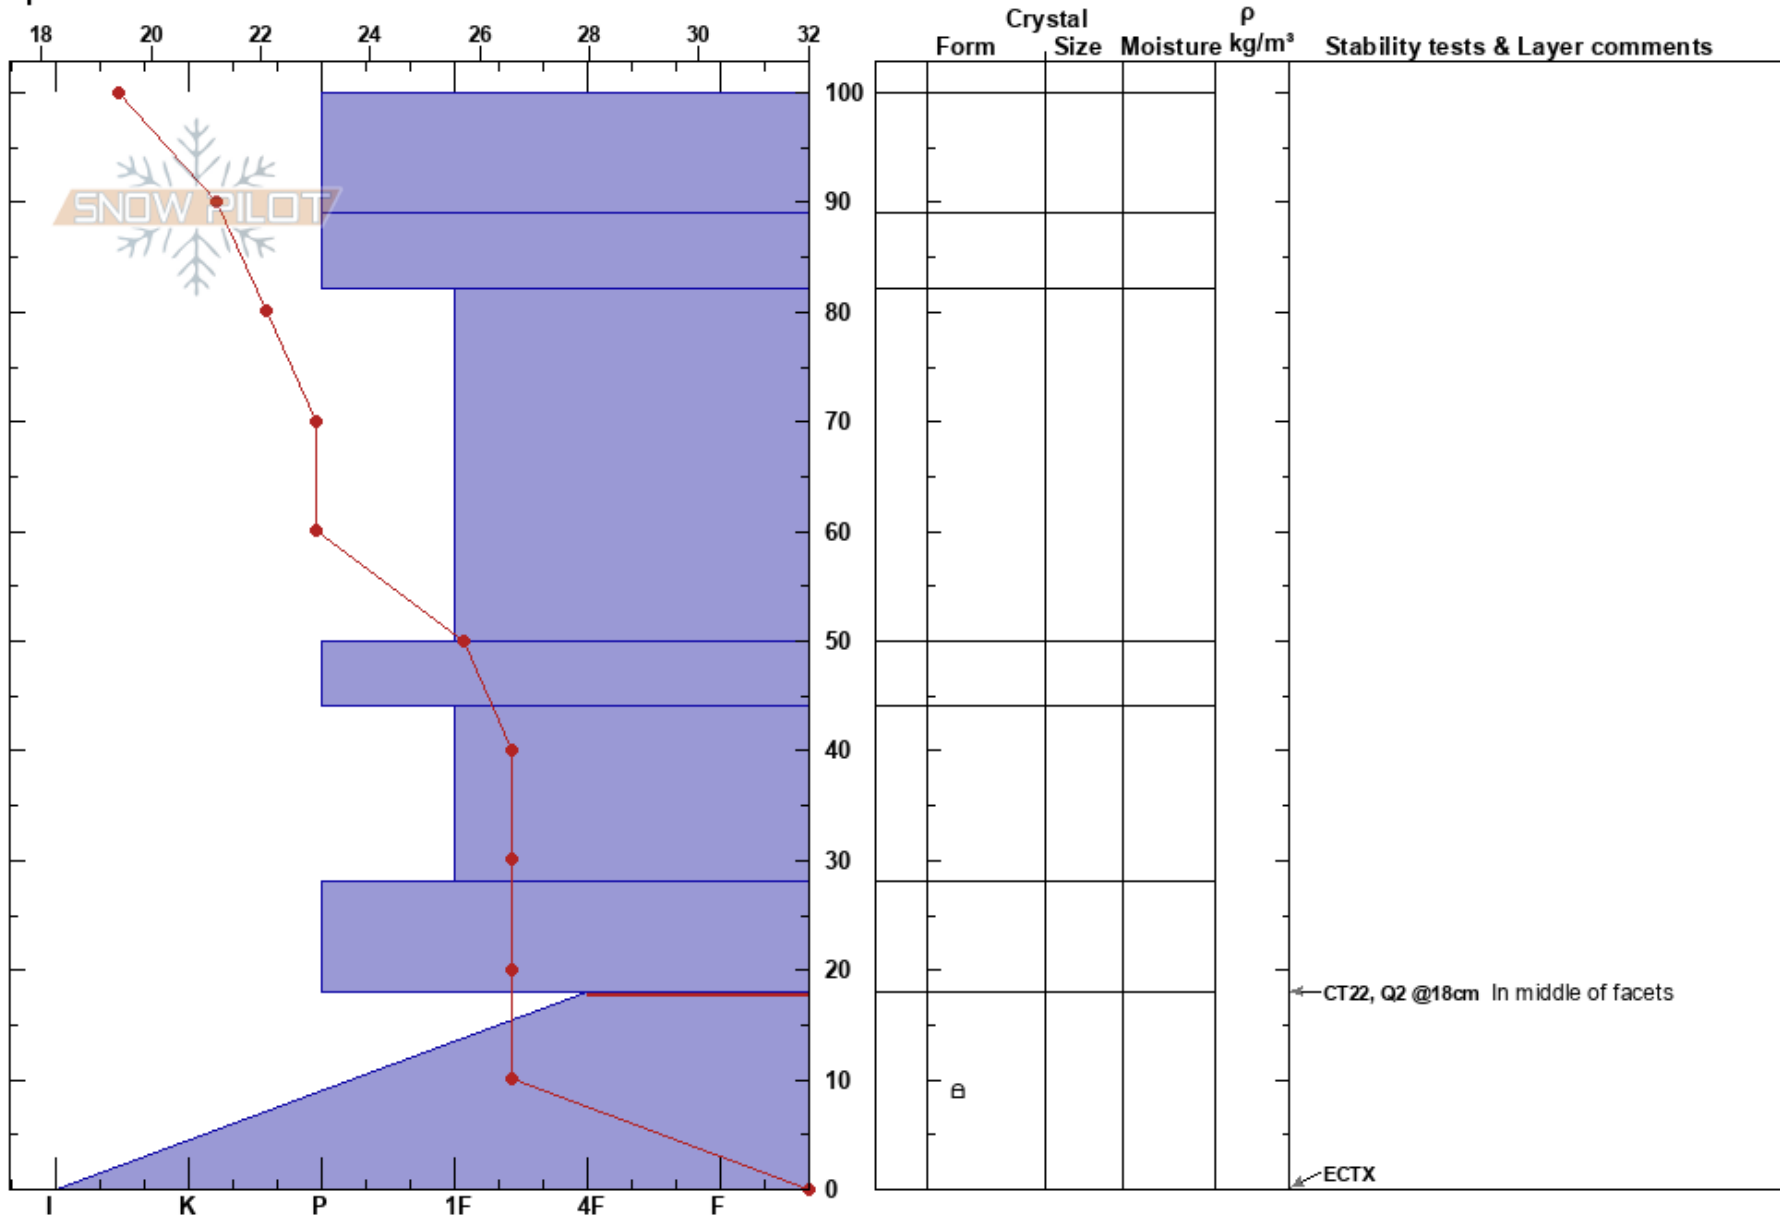 Crystal ρ
Form Size Moisture kg/m³ Stability tests & Layer comments
18 20 22 24 26 28 30 32
100
SNOW PILOT
90
80
70
60
50
40
30
20
CT22, Q2 @18cm In middle of facets
10
ECTX
0
I K P 1F 4F F